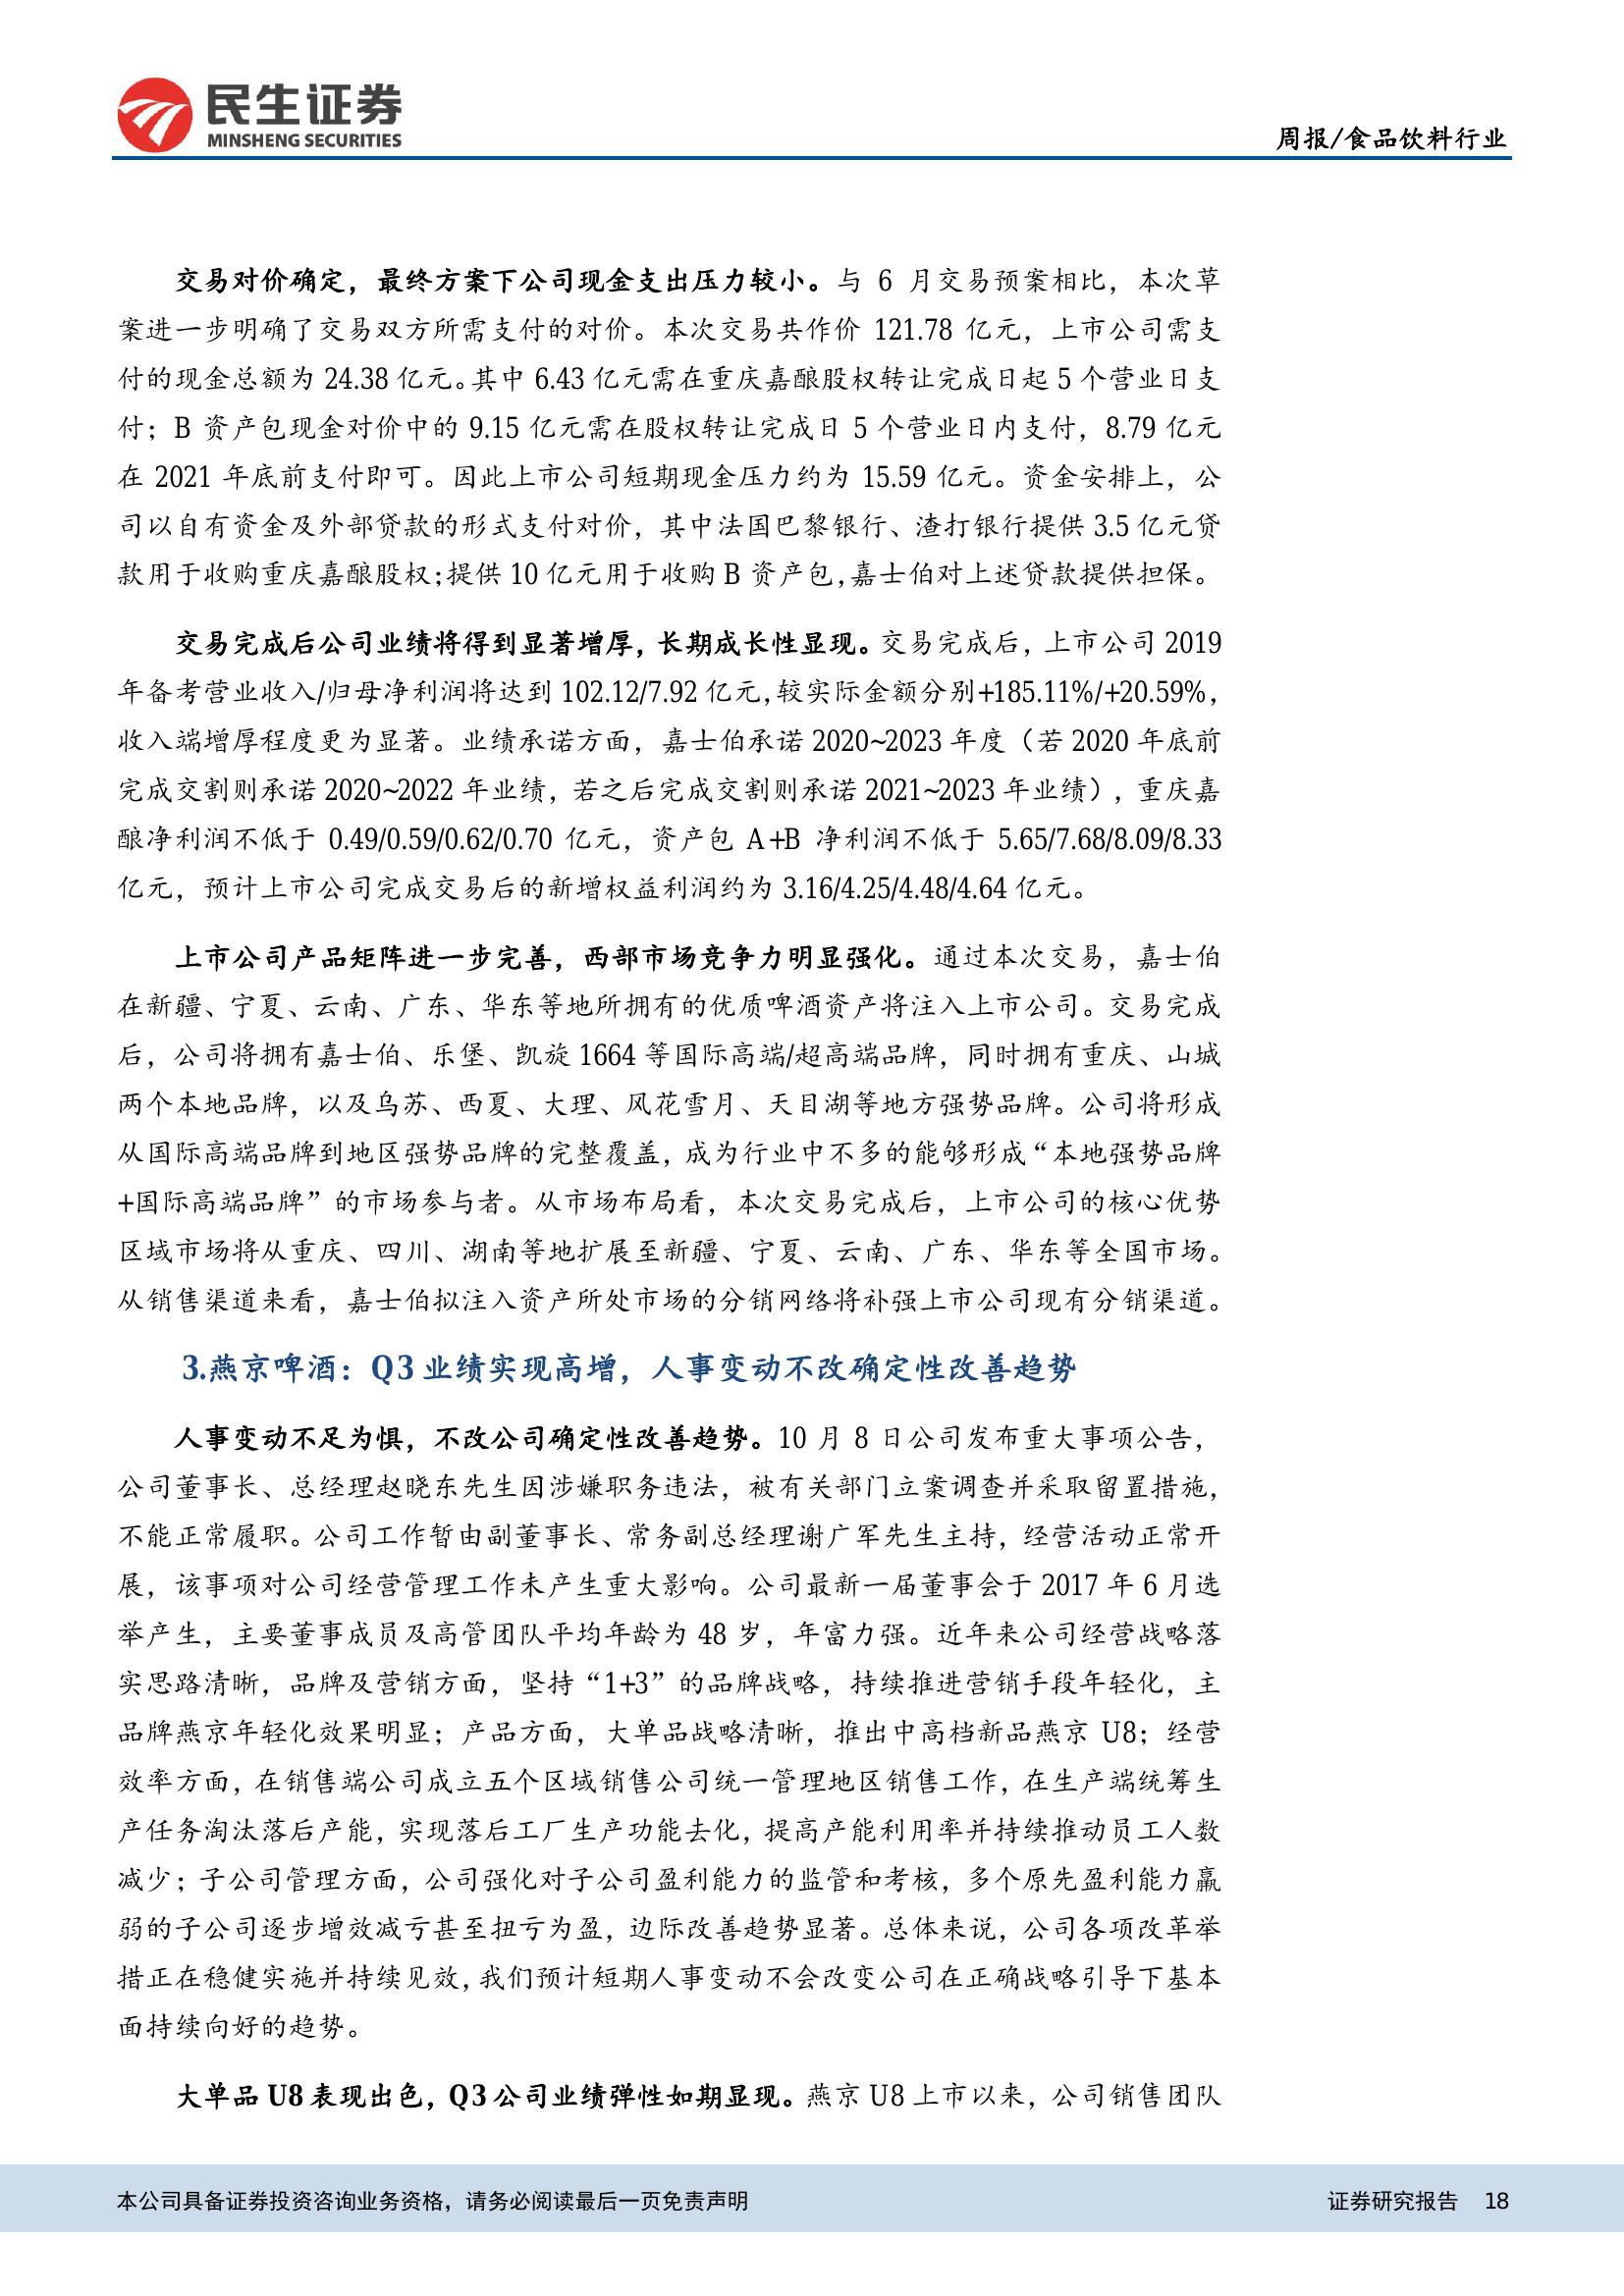 民生证券
MINSHENG SECURITIES
周报/食品饮料行业
交易对价确定，最终方案下公司现金支出压力较小。与 6 月交易预案相比，本次草
案进一步明确了交易双方所需支付的对价。本次交易共作价 121.78 亿元，上市公司需支
付的现金总额为 24.38 亿元。其中 6.43 亿元需在重庆嘉酿股权转让完成日起 5 个营业日支
付；B 资产包现金对价中的 9.15 亿元需在股权转让完成日 5 个营业日内支付，8.79 亿元
在 2021 年底前支付即可。因此上市公司短期现金压力约为 15.59 亿元。资金安排上，公
司以自有资金及外部贷款的形式支付对价，其中法国巴黎银行、渣打银行提供 3.5 亿元贷
款用于收购重庆嘉酿股权；提供 10 亿元用于收购 B 资产包，嘉士伯对上述贷款提供担保。
交易完成后公司业绩将得到显著增厚，长期成长性显现。交易完成后，上市公司 2019
年备考营业收入/归母净利润将达到 102.12/7.92 亿元，较实际金额分别+185.11%/+20.59%，
收入端增厚程度更为显著。业绩承诺方面，嘉士伯承诺 2020~2023 年度（若 2020 年底前
完成交割则承诺 2020~2022 年业绩，若之后完成交割则承诺 2021~2023 年业绩），重庆嘉
酿净利润不低于 0.49/0.59/0.62/0.70 亿元，资产包 A+B 净利润不低于 5.65/7.68/8.09/8.33
亿元，预计上市公司完成交易后的新增权益利润约为 3.16/4.25/4.48/4.64 亿元。
上市公司产品矩阵进一步完善，西部市场竞争力明显强化。通过本次交易，嘉士伯
在新疆、宁夏、云南、广东、华东等地所拥有的优质啤酒资产将注入上市公司。交易完成
后，公司将拥有嘉士伯、乐堡、凯旋 1664 等国际高端/超高端品牌，同时拥有重庆、山城
两个本地品牌，以及乌苏、西夏、大理、风花雪月、天目湖等地方强势品牌。公司将形成
从国际高端品牌到地区强势品牌的完整覆盖，成为行业中不多的能够形成“本地强势品牌
+国际高端品牌”的市场参与者。从市场布局看，本次交易完成后，上市公司的核心优势
区域市场将从重庆、四川、湖南等地扩展至新疆、宁夏、云南、广东、华东等全国市场。
从销售渠道来看，嘉士伯拟注入资产所处市场的分销网络将补强上市公司现有分销渠道。
3.燕京啤酒：Q3 业绩实现高增，人事变动不改确定性改善趋势
人事变动不足为惧，不改公司确定性改善趋势。10 月 8 日公司发布重大事项公告，
公司董事长、总经理赵晓东先生因涉嫌职务违法，被有关部门立案调查并采取留置措施，
不能正常履职。公司工作暂由副董事长、常务副总经理谢广军先生主持，经营活动正常开
展，该事项对公司经营管理工作未产生重大影响。公司最新一届董事会于 2017 年 6 月选
举产生，主要董事成员及高管团队平均年龄为 48 岁，年富力强。近年来公司经营战略落
实思路清晰，品牌及营销方面，坚持“1+3”的品牌战略，持续推进营销手段年轻化，主
品牌燕京年轻化效果明显；产品方面，大单品战略清晰，推出中高档新品燕京 U8；经营
效率方面，在销售端公司成立五个区域销售公司统一管理地区销售工作，在生产端统筹生
产任务淘汰落后产能，实现落后工厂生产功能去化，提高产能利用率并持续推动员工人数
减少；子公司管理方面，公司强化对子公司盈利能力的监管和考核，多个原先盈利能力羸
弱的子公司逐步增效减亏甚至扭亏为盈，边际改善趋势显著。总体来说，公司各项改革举
措正在稳健实施并持续见效，我们预计短期人事变动不会改变公司在正确战略引导下基本
面持续向好的趋势。
大单品 U8 表现出色，Q3 公司业绩弹性如期显现。燕京 U8 上市以来，公司销售团队
本公司具备证券投资咨询业务资格，请务必阅读最后一页免责声明
证券研究报告 18